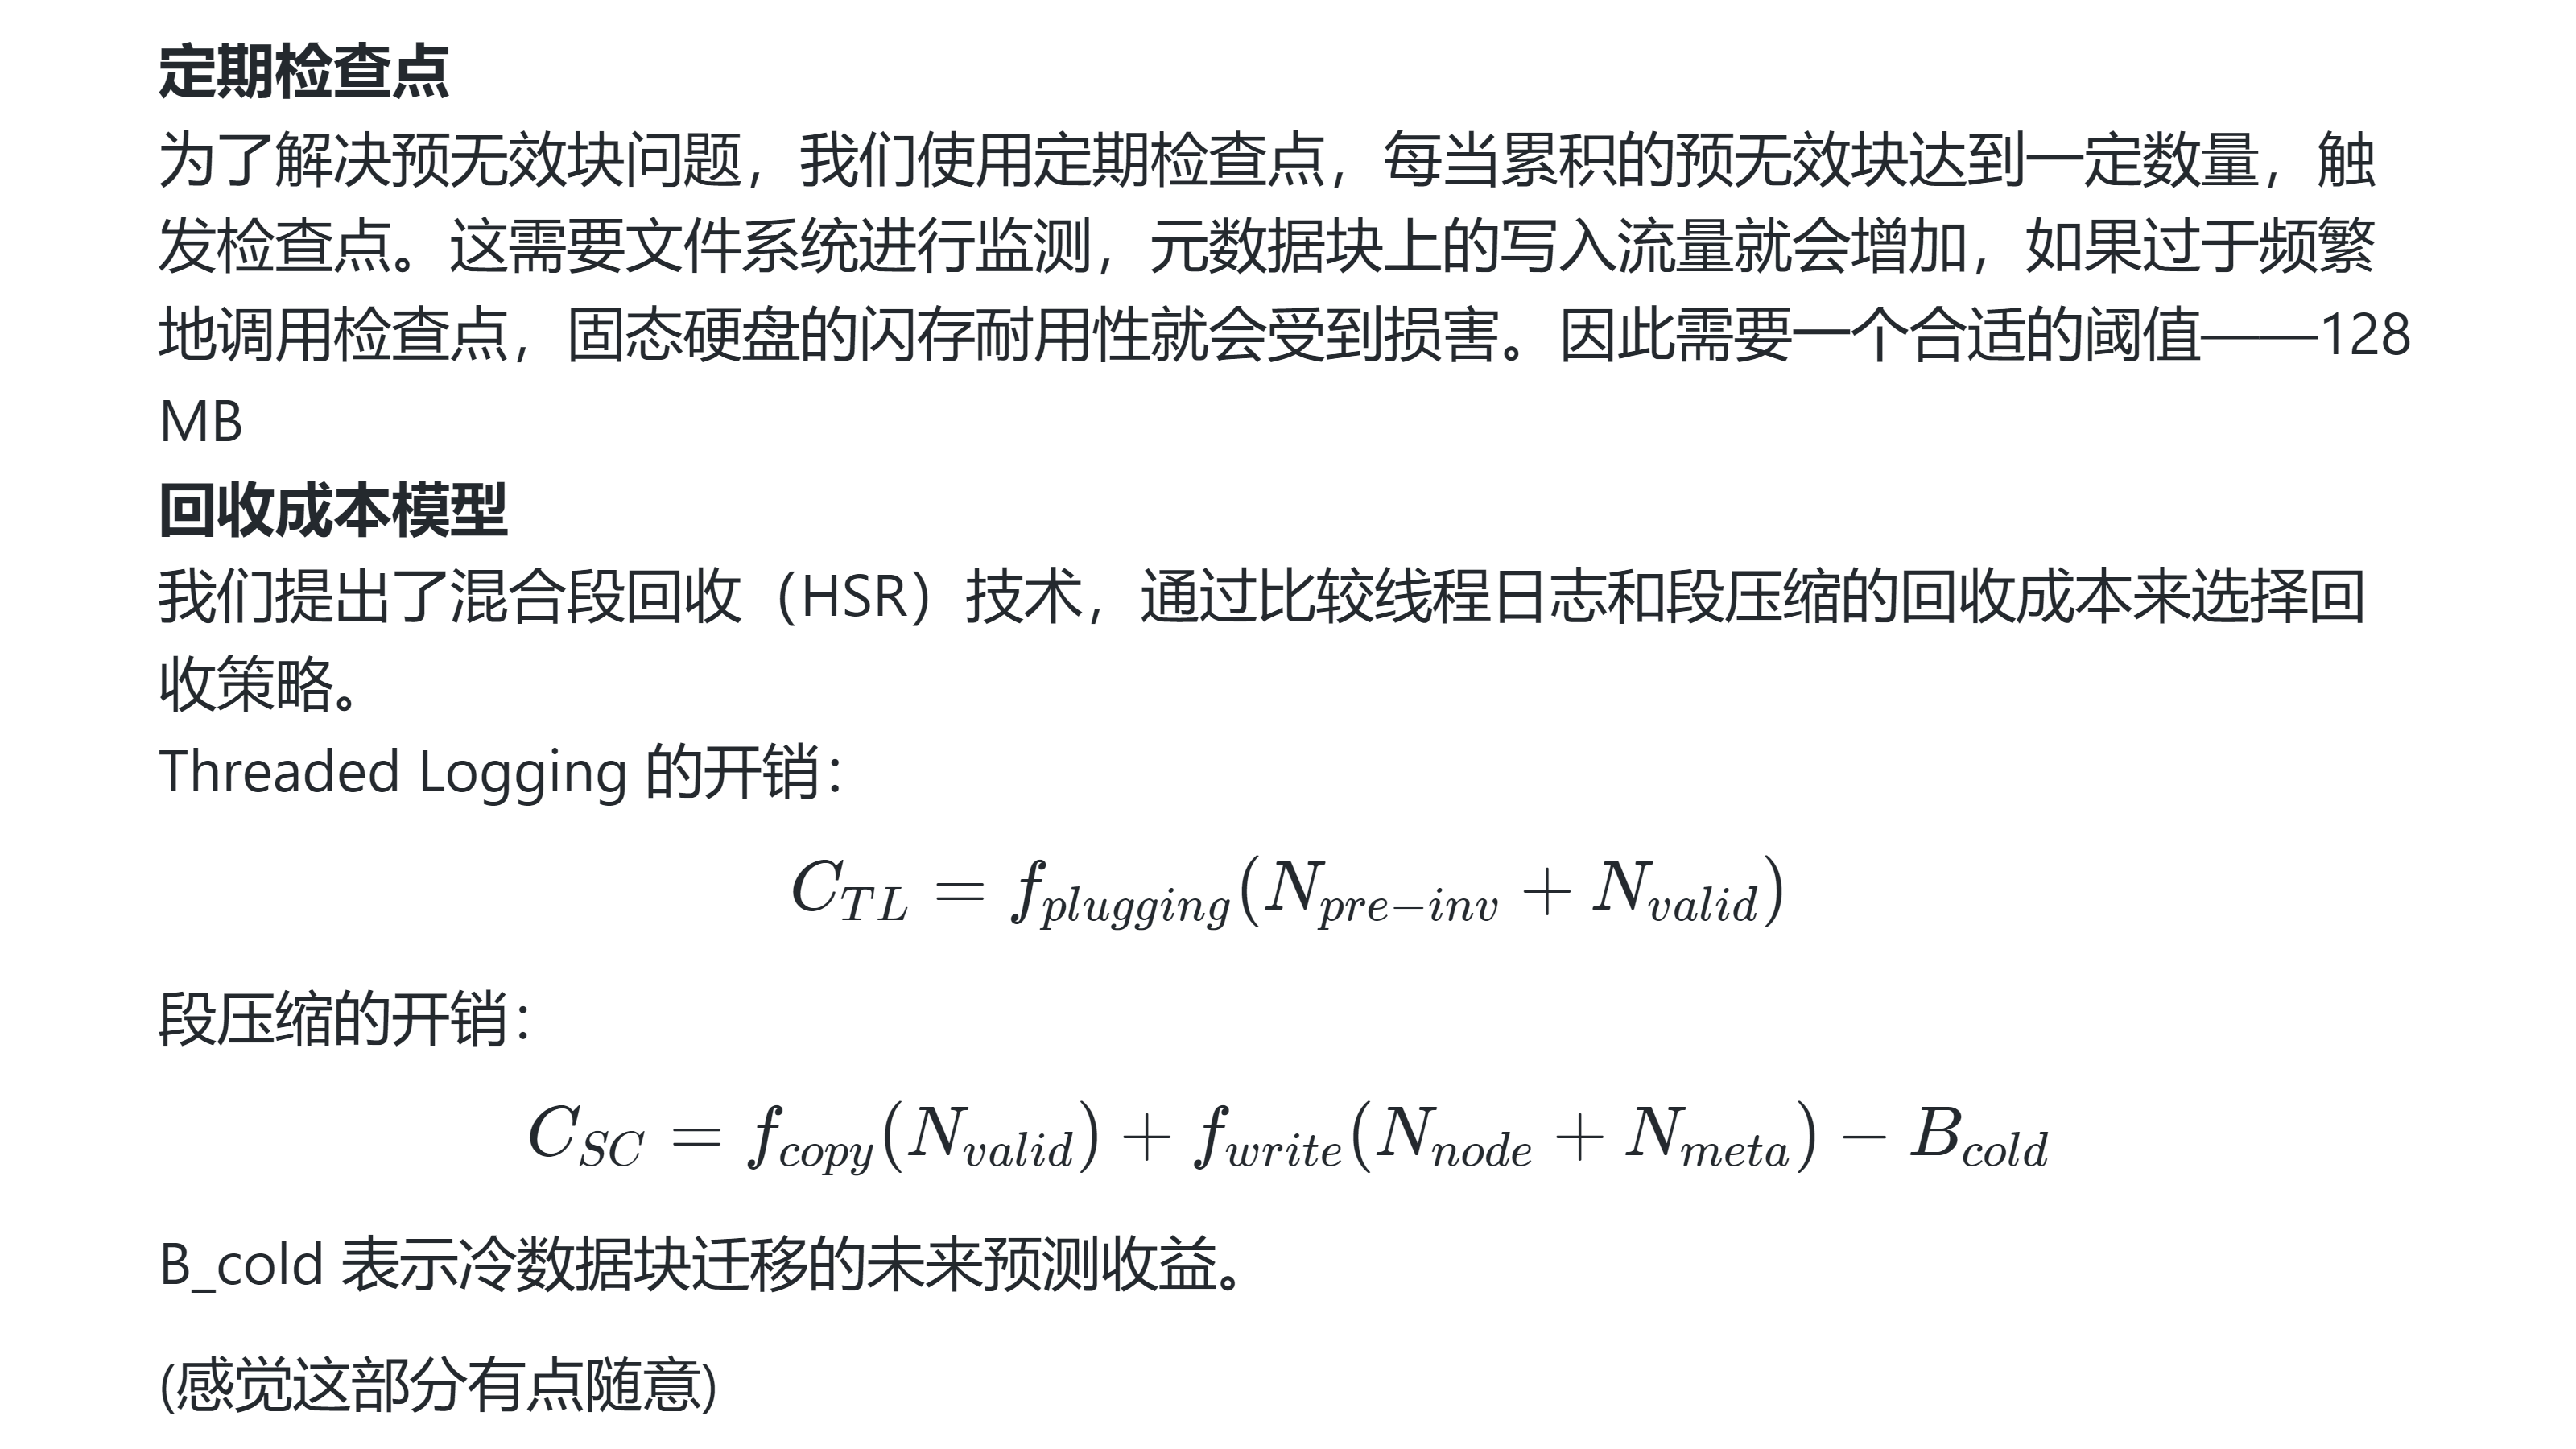 定期检查点
为了解决预无效块问题，我们使用定期检查点，每当累积的预无效块达到一定数量，触
发检查点。这需要文件系统进行监测，元数据块上的写入流量就会增加，如果过于频繁
地调用检查点，固态硬盘的闪存耐用性就会受到损害。因此需要一个合适的阈值——128
MB
回收成本模型
我们提出了混合段回收（HSR）技术，通过比较线程日志和段压缩的回收成本来选择回
收策略。
Threaded Logging 的开销：
C_{TL} = f_{plugging}(N_{pre-inv} + N_{valid})
段压缩的开销：
C_{SC} = f_{copy}(N_{valid}) + f_{write}(N_{node} + N_{meta}) − B_{cold}
B_cold 表示冷数据块迁移的未来预测收益。
(感觉这部分有点随意)